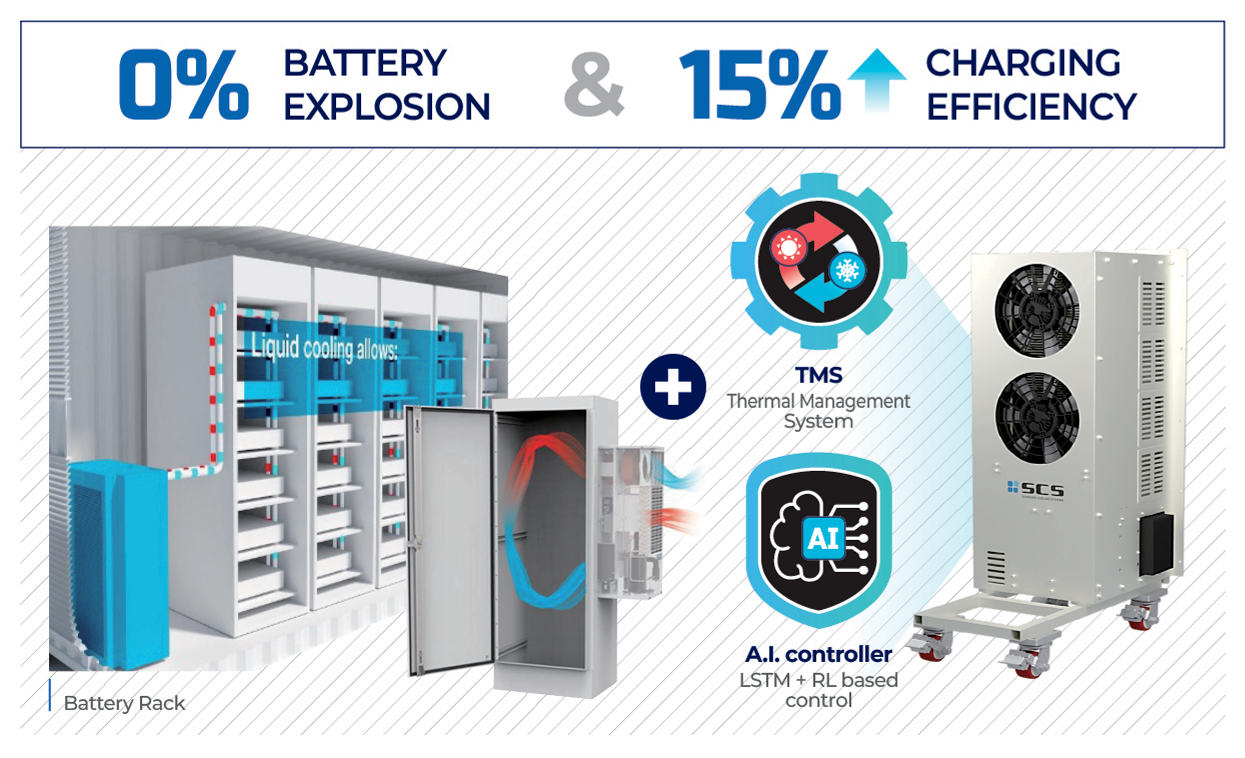 0% BATTERY EXPLOSION & 15% CHARGING EFFICIENCY
Liquid cooling allows:
TMS
Thermal Management
System
AI
SCS
A.I. controller
LSTM + RL based
control
Battery Rack